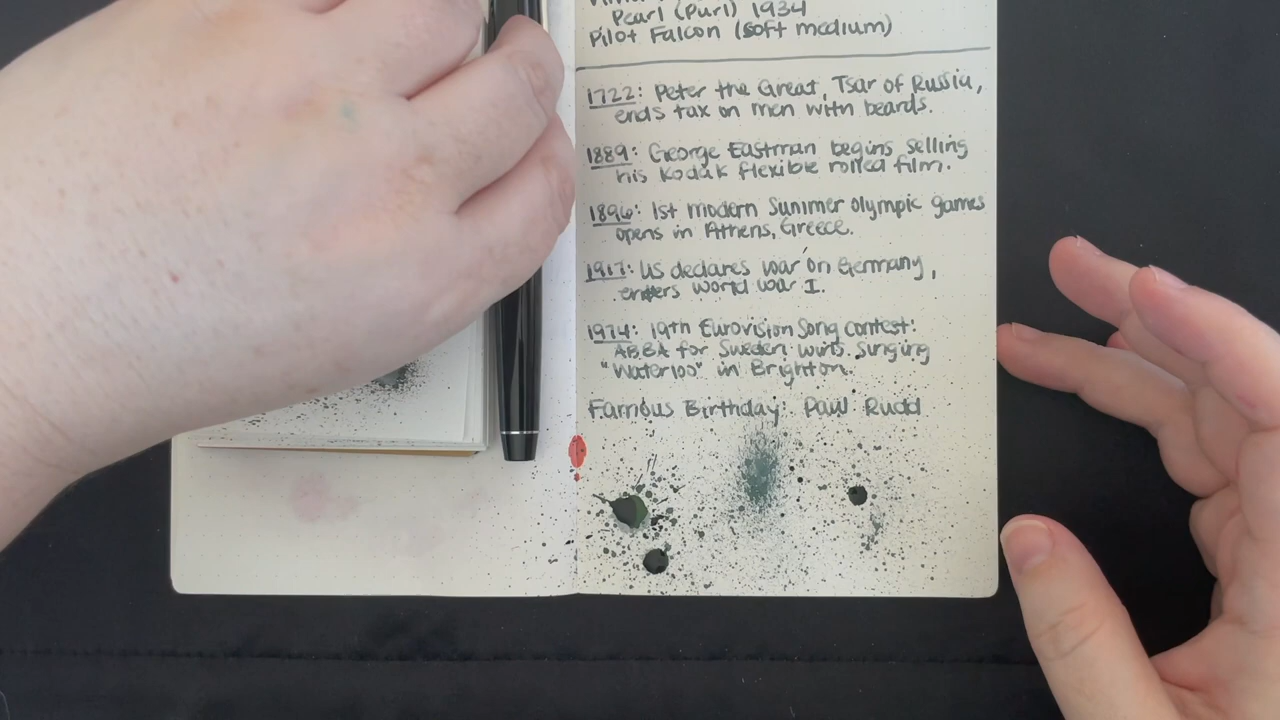 Pearl (Purl) 1934
Pilot Falcon (soft medium)
1722: Peter the Great, Tsar of Russia,
ends tax on men with beards.
1889: George Eastman begins selling
his Kodak flexible rolled film.
1896: 1st modern Summer Olympic games
opens in Athens, Greece.
1917: US declares war on Germany,
enters World War I.
1974: 19th Eurovision Song Contest:
ABBA for Sweden wins singing
"Waterloo" in Brighton.
Famous Birthday: Paul Rudd